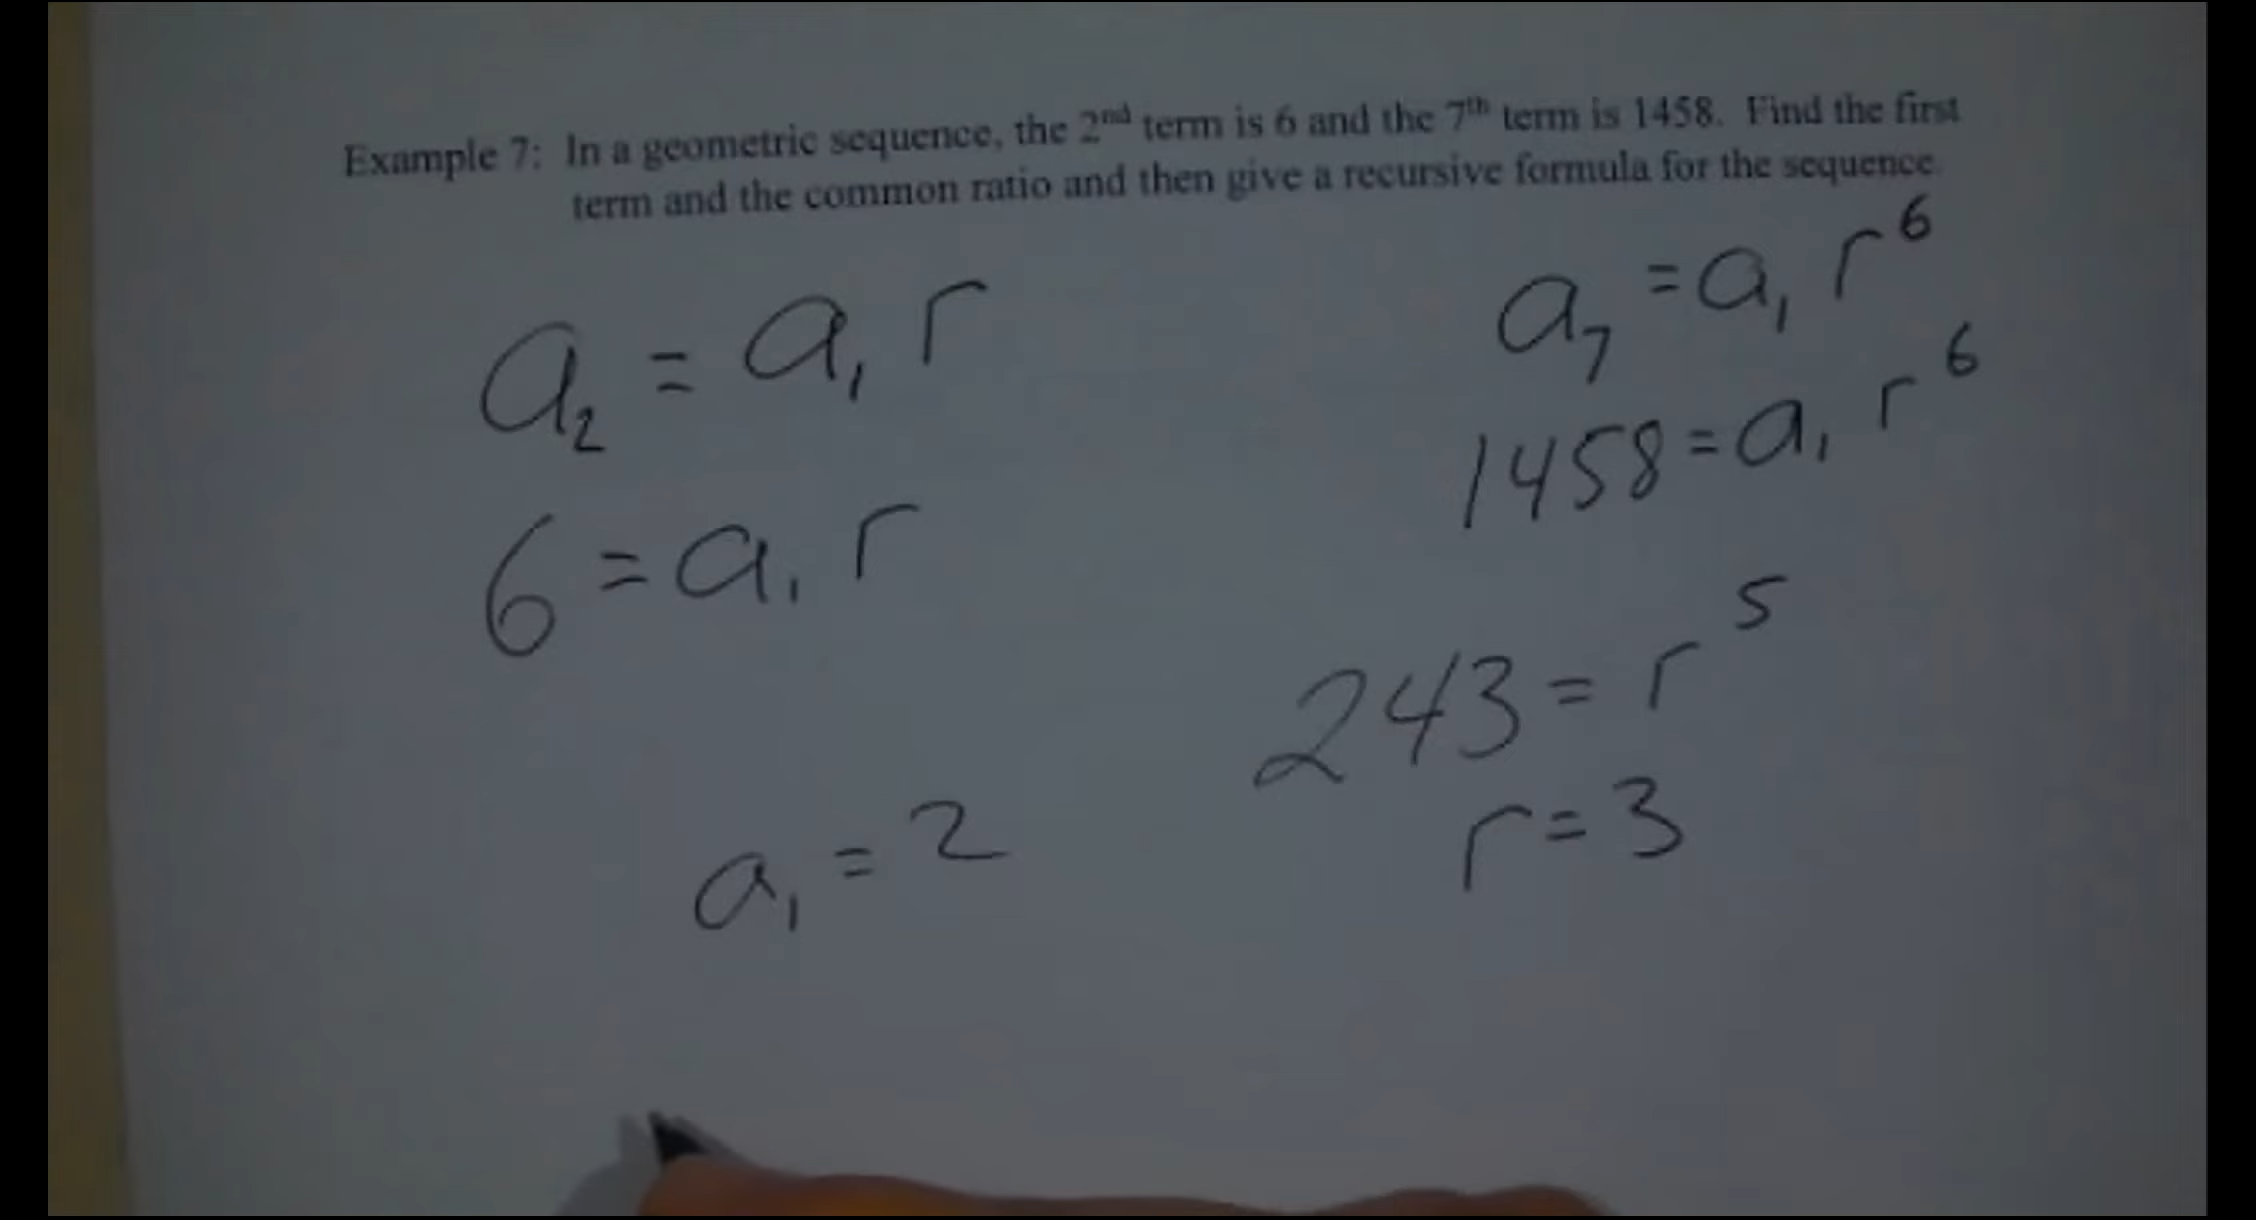 Example 7: In a geometric sequence, the 2nd term is 6 and the 7th term is 1458. Find the first
term and the common ratio and then give a recursive formula for the sequence.
a₂ = a₁ r
6 = a₁ r
a₁ = 2
a₇ = a₁ r⁶
1458 = a₁ r⁶
243 = r⁵
r = 3